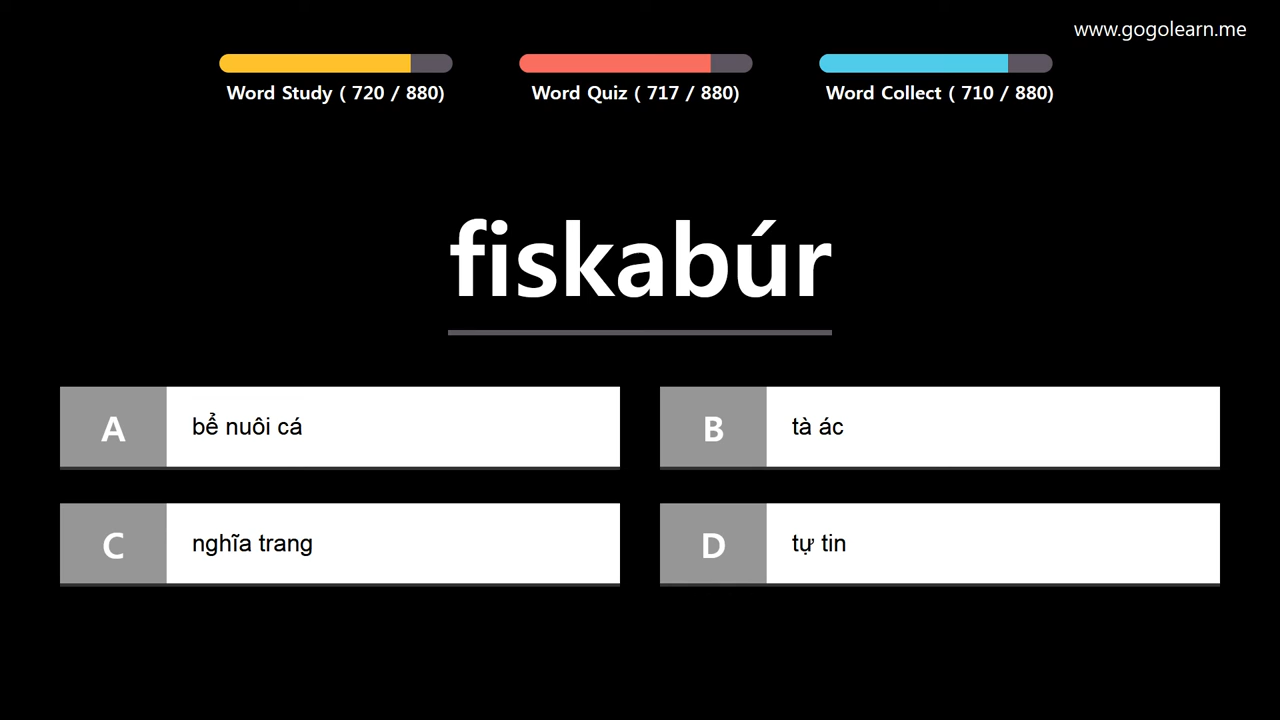 www.gogolearn.me
Word Study ( 720 / 880)
Word Quiz ( 717 / 880)
Word Collect ( 710 / 880)
fiskabúr
A bể nuôi cá
B tà ác
C nghĩa trang
D tự tin